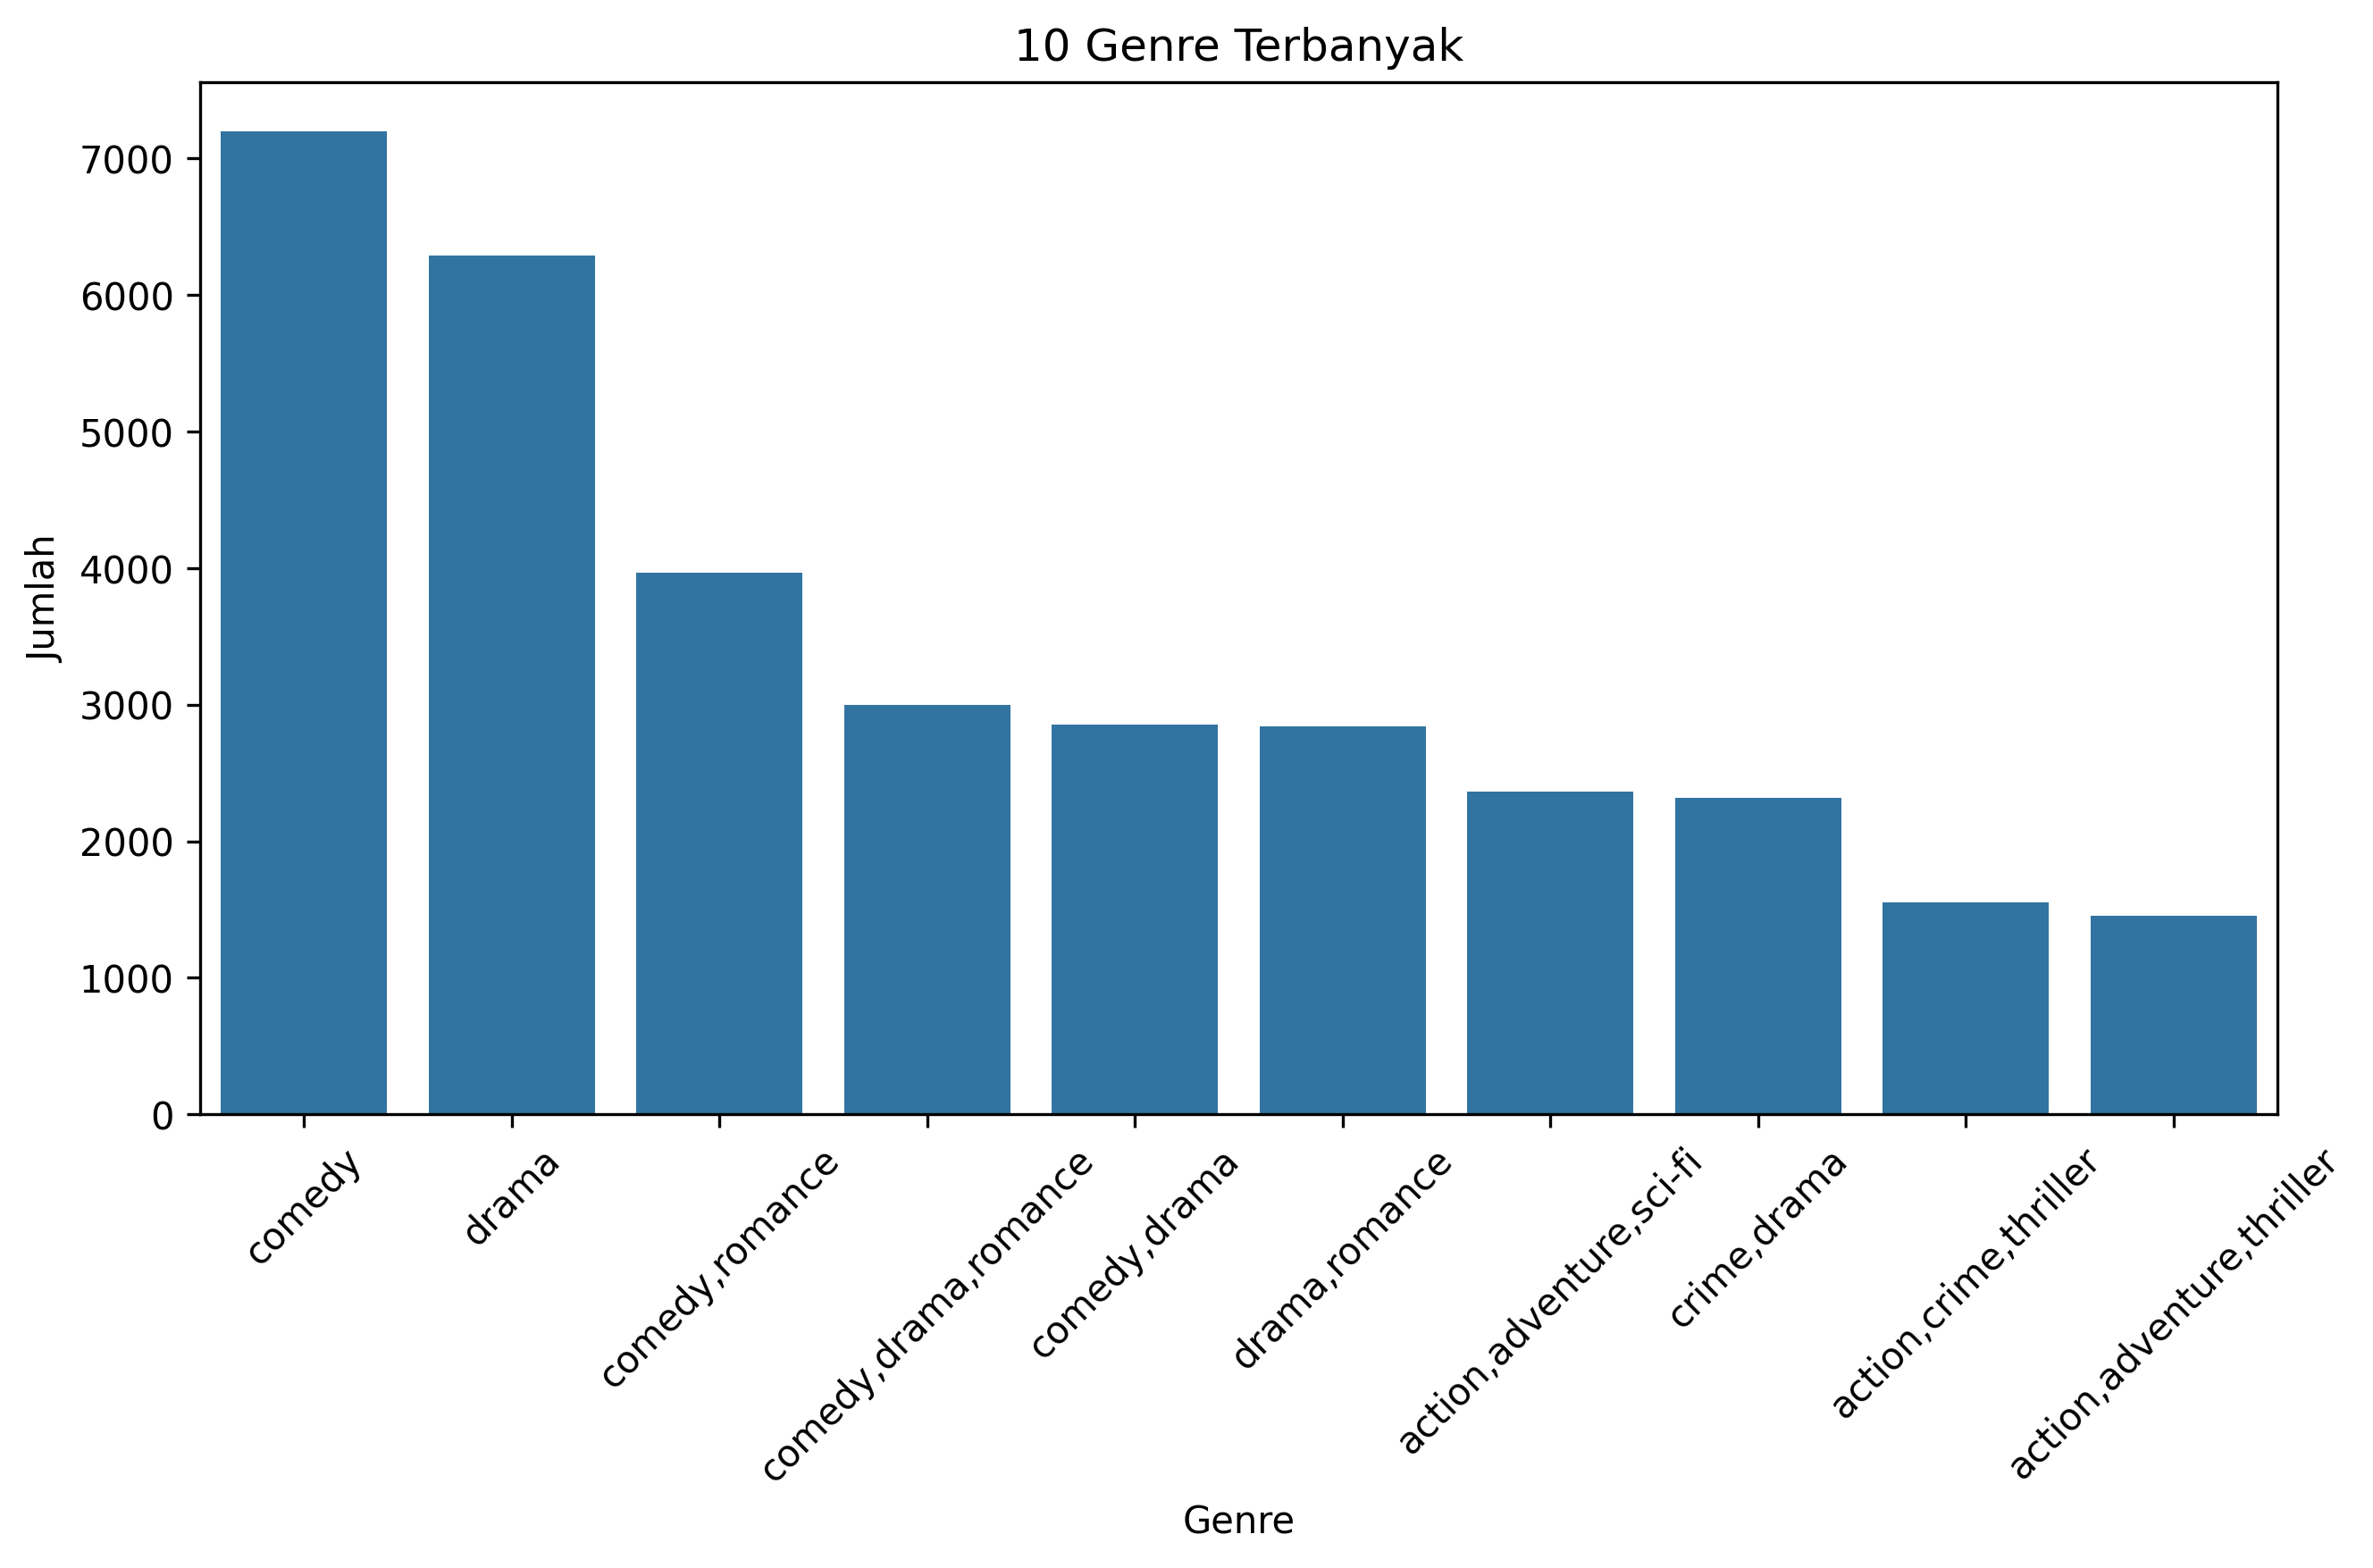 10 Genre Terbanyak
Jumlah
7000
6000
5000
4000
3000
2000
1000
0
comedy
drama
comedy,romance
comedy,drama,romance
comedy,drama
drama,romance
action,adventure,sci-fi
crime,drama
action,crime,thriller
action,adventure,thriller
Genre